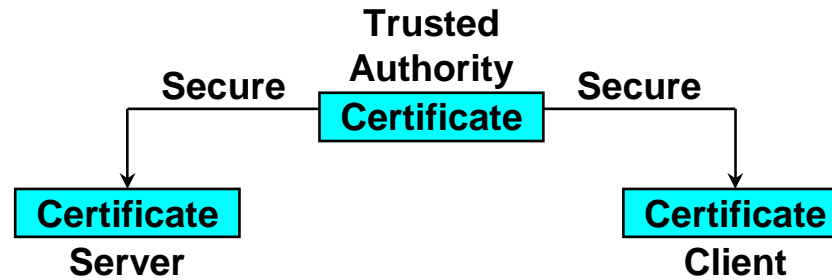 Trusted
Authority
Secure
Secure
Certificate
Certificate
Certificate
Server
Client